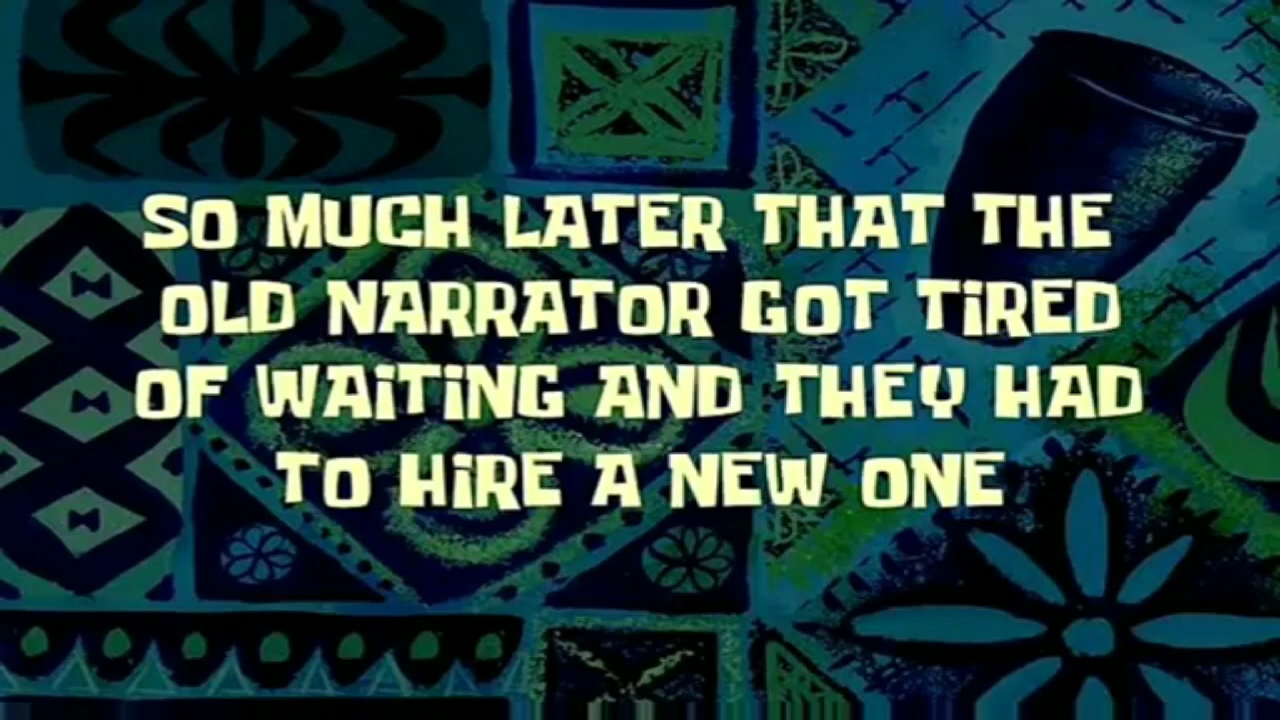 SO MUCH LATER THAT THE
OLD NARRATOR GOT TiRED
OF WAiTiNG AND THEY HAD
TO HiRE A NEW ONE